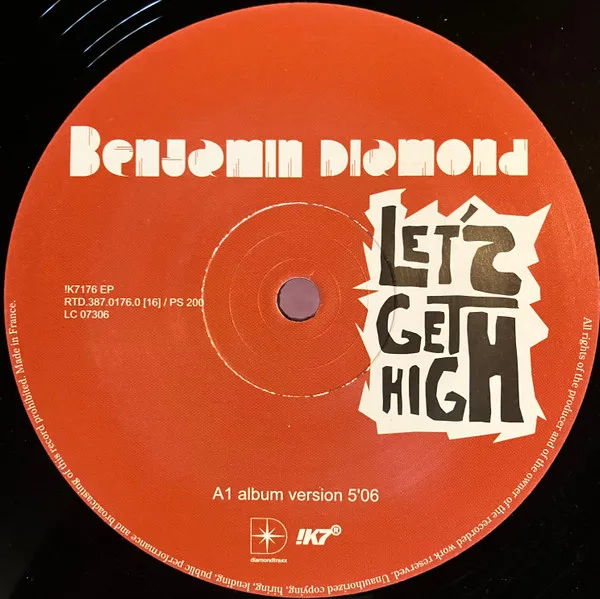 Benjamin Diamond
LET'S
GET
HIGH
!K7176 EP
RTD.387.0176.0 [16] / PS 200
LC 07306
A1 album version 5'06
diamondtraxx
!K7®
All rights of the producer and of the owner of the recorded work reserved. Unauthorized copying, hiring, lending, public performance and broadcasting of this record prohibited. Made in France.